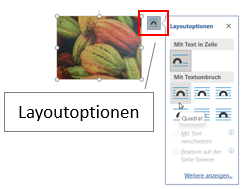 Layoutoptionen
Mit Text in Zeile
Mit Textumbruch
Quadrat
Mit Text
verschieben
Position auf der
Seite fixieren
Weitere anzeigen...
Layoutoptionen